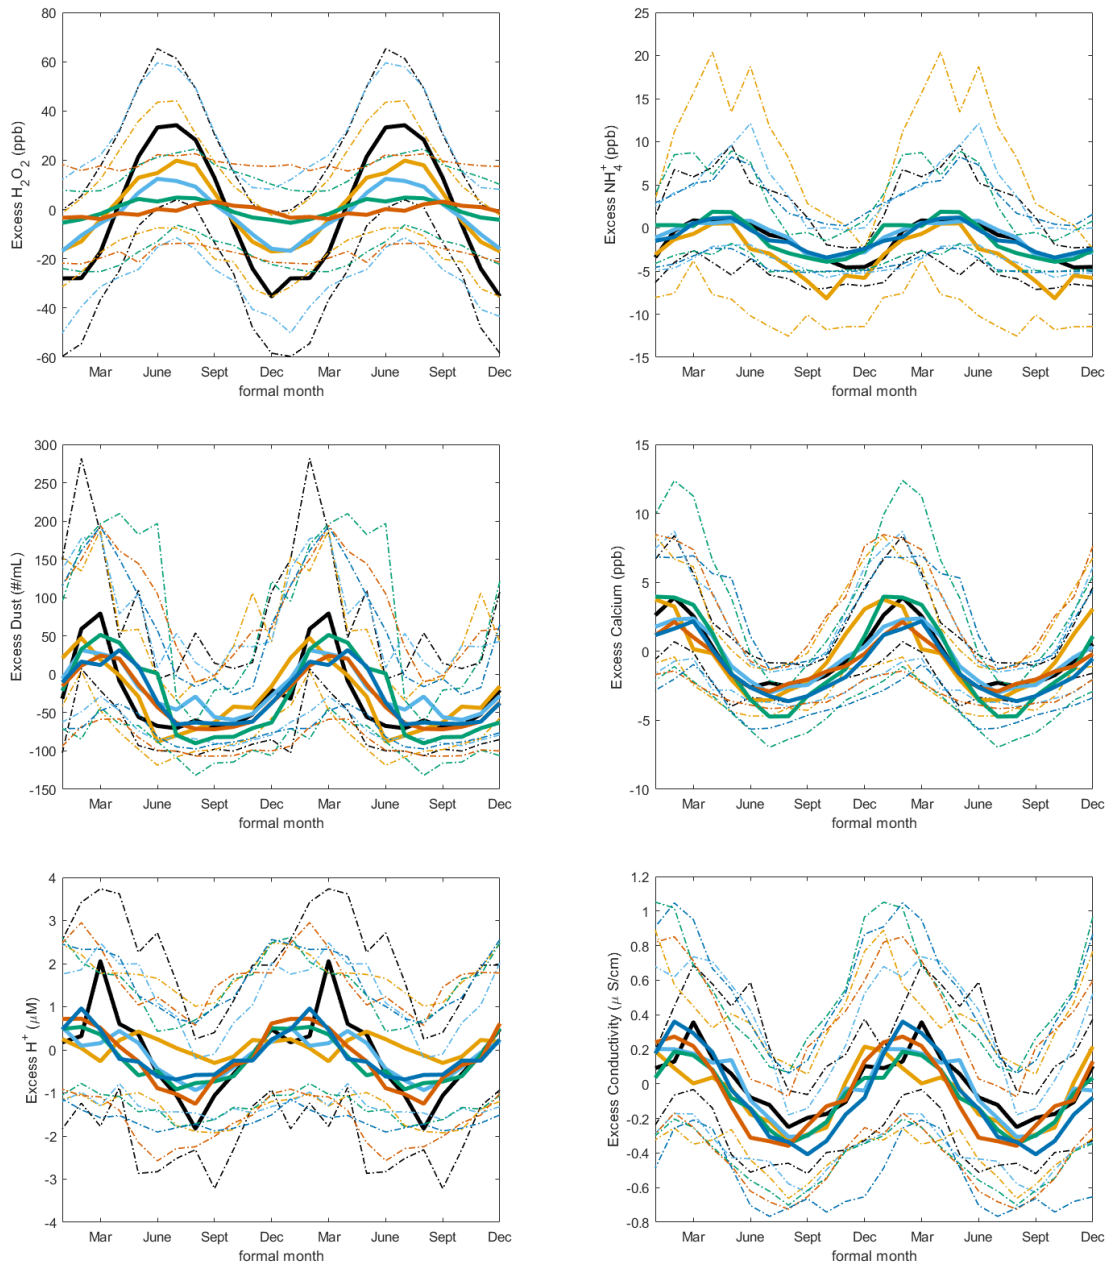 80
60
40
20
0
-20
-40
-60
Excess H2O2 (ppb)
Mar June Sept Dec Mar June Sept Dec
formal month
25
20
15
10
5
0
-5
-10
-15
Excess NH4+ (ppb)
Mar June Sept Dec Mar June Sept Dec
formal month
300
250
200
150
100
50
0
-50
-100
-150
Excess Dust (#/mL)
Mar June Sept Dec Mar June Sept Dec
formal month
15
10
5
0
-5
-10
Excess Calcium (ppb)
Mar June Sept Dec Mar June Sept Dec
formal month
4
3
2
1
0
-1
-2
-3
-4
Excess H+ (μM)
Mar June Sept Dec Mar June Sept Dec
formal month
1.2
1
0.8
0.6
0.4
0.2
0
-0.2
-0.4
-0.6
-0.8
Excess Conductivity (μ S/cm)
Mar June Sept Dec Mar June Sept Dec
formal month